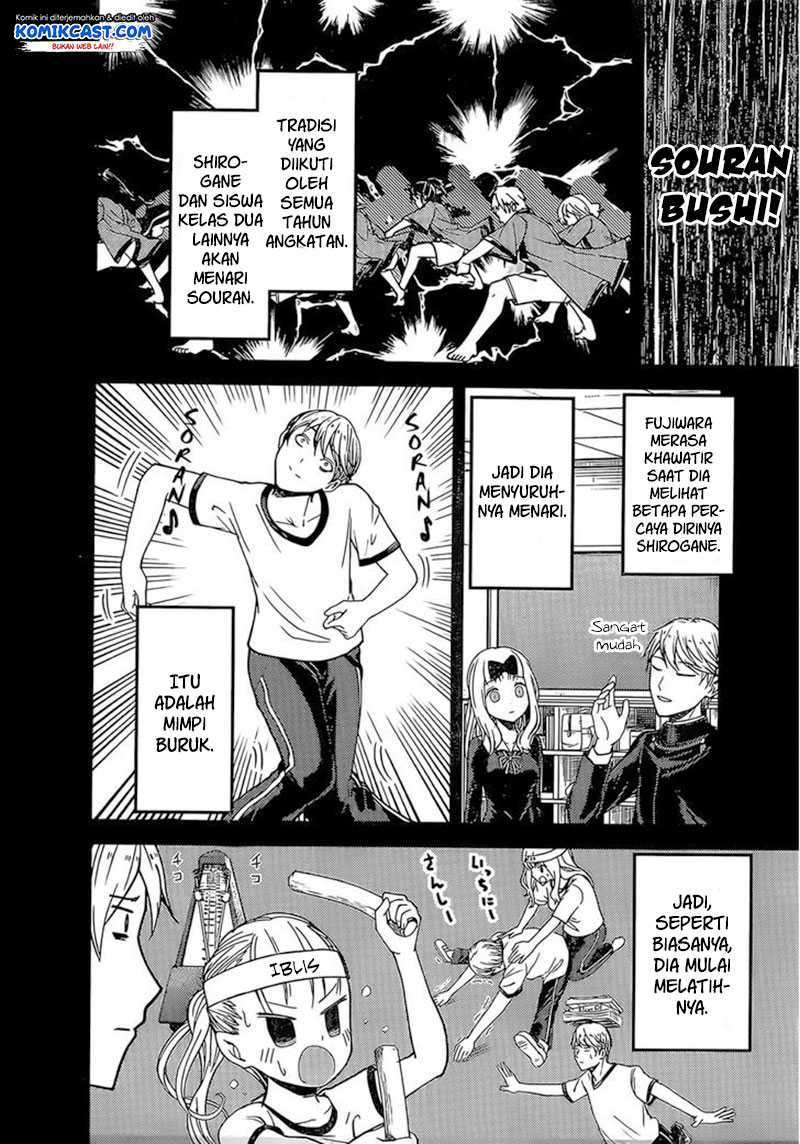 Komik ini diterjemahkan & diedit oleh
KOMIKCAST.COM
BUKAN WEB LAIN!!
SOURAN
BUSHI!
TRADISI
YANG
DIIKUTI
OLEH
SEMUA
TAHUN
ANGKATAN.
SHIRO-
GANE
DAN SISWA
KELAS DUA
LAINNYA
AKAN
MENARI
SOURAN.
FUJIWARA
MERASA
KHAWATIR
SAAT DIA
MELIHAT
BETAPA PER-
CAYA DIRINYA
SHIROGANE.
JADI DIA
MENYURUH-
NYA MENARI.
Sangat
mudah
SORAN♪
SORAN♪
ITU
ADALAH
MIMPI
BURUK.
JADI,
SEPERTI
BIASANYA,
DIA MULAI
MELATIH-
NYA.
いっちにー
さんしー
チコ
チコ
IBLIS